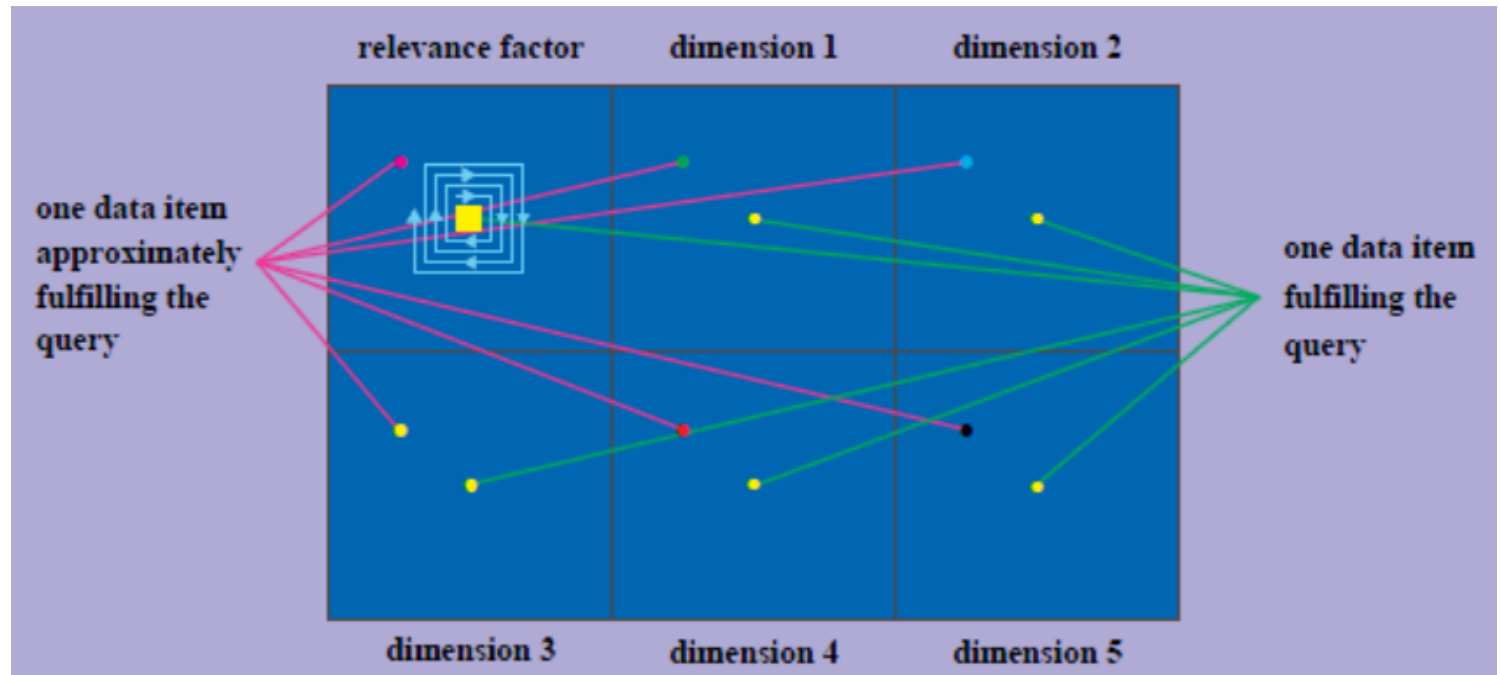 relevance factor
dimension 1
dimension 2
one data item
approximately
fulfilling the
query
one data item
fulfilling the
query
dimension 3
dimension 4
dimension 5